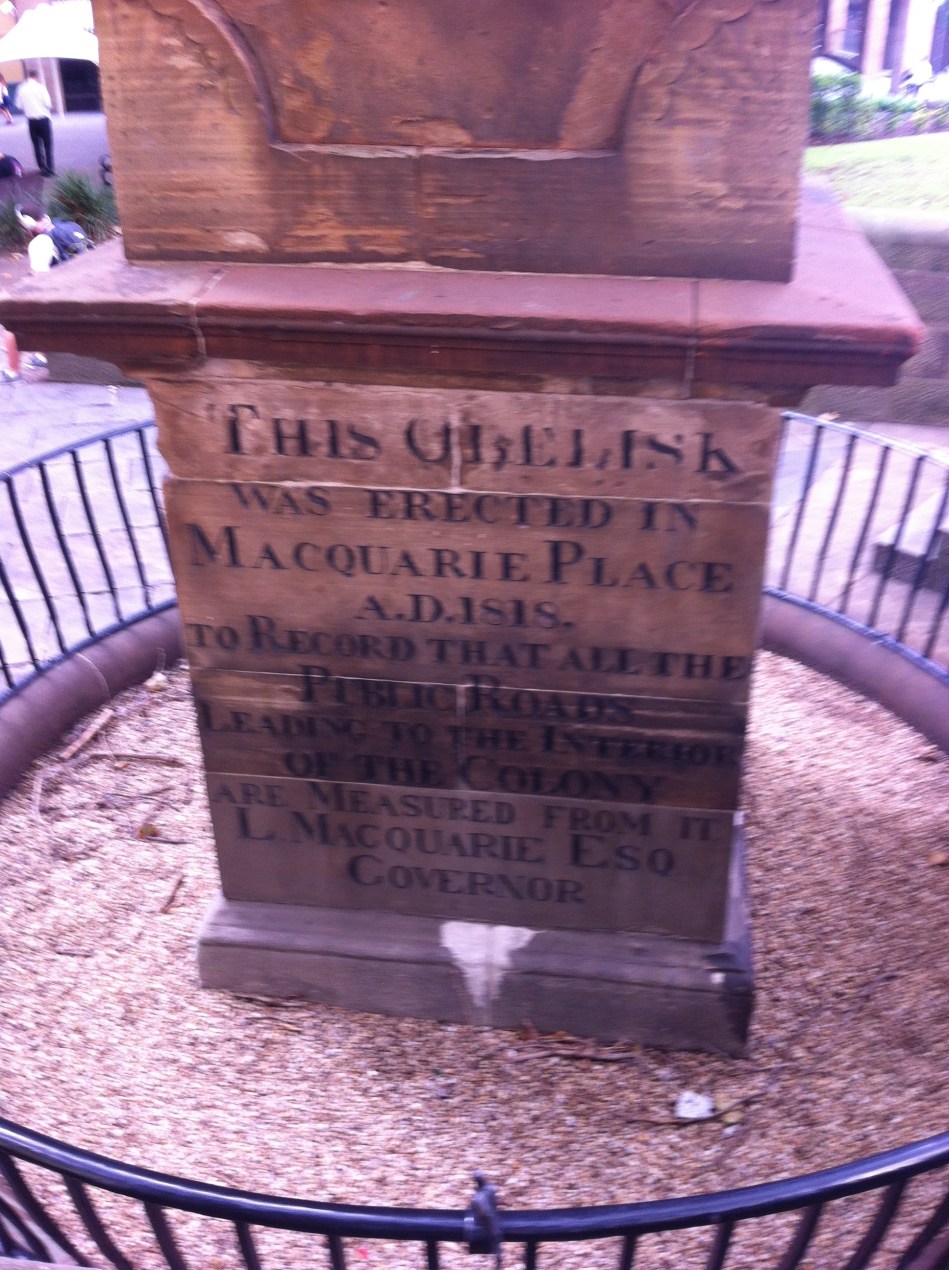 THIS OBELISK
WAS ERECTED IN
MACQUARIE PLACE
A.D.1818.
TO RECORD THAT ALL THE
PUBLIC ROADS
LEADING TO THE INTERIOR
OF THE COLONY
ARE MEASURED FROM IT
L. MACQUARIE ESQ
GOVERNOR